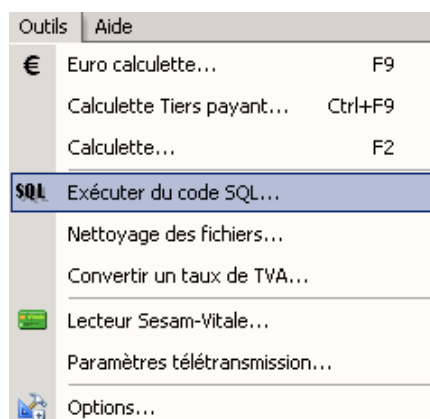 Outils Aide
€ Euro calculette... F9
Calculette Tiers payant... Ctrl+F9
Calculette... F2
SQL Exécuter du code SQL...
Nettoyage des fichiers...
Convertir un taux de TVA...
Lecteur Sesam-Vitale...
Paramètres télétransmission...
Options...